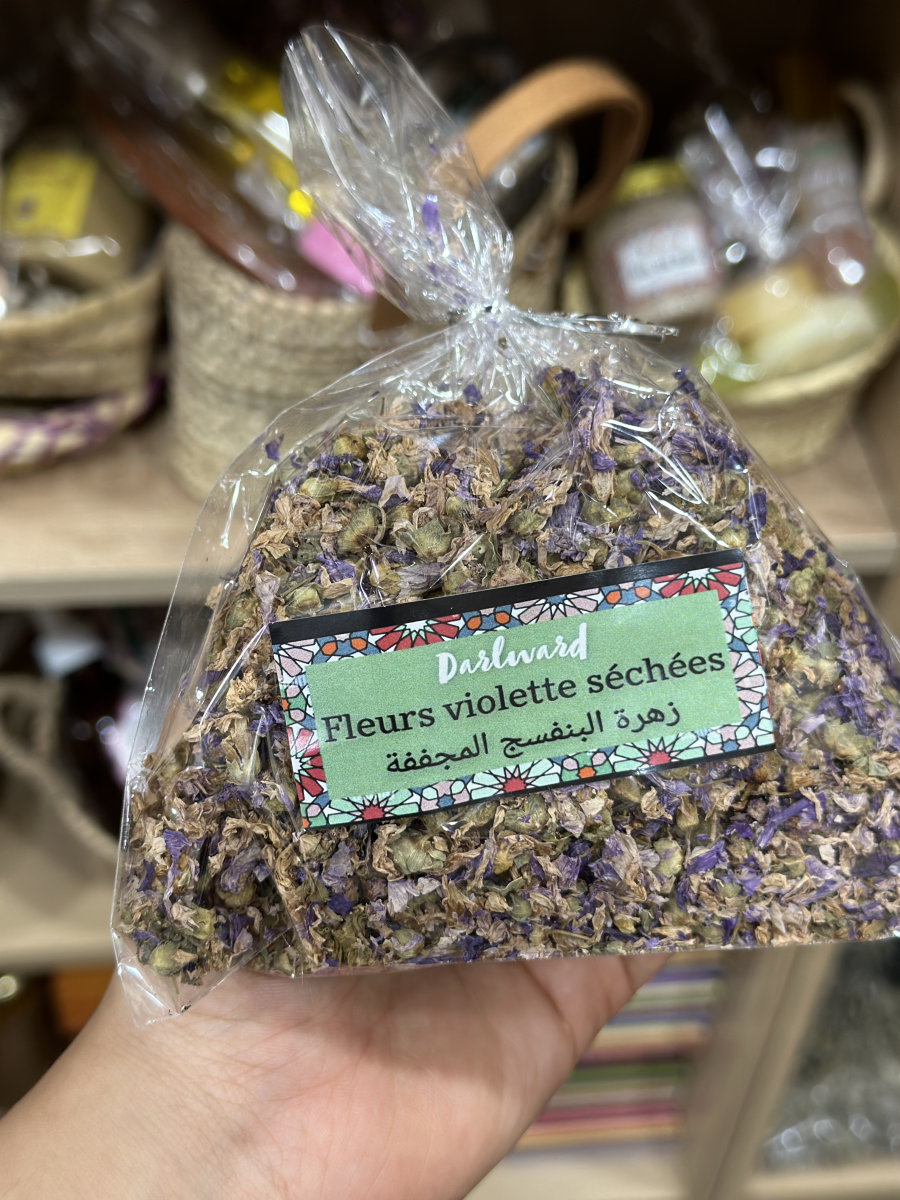 Darlward
Fleurs violette séchées
زهرة البنفسج المجففة